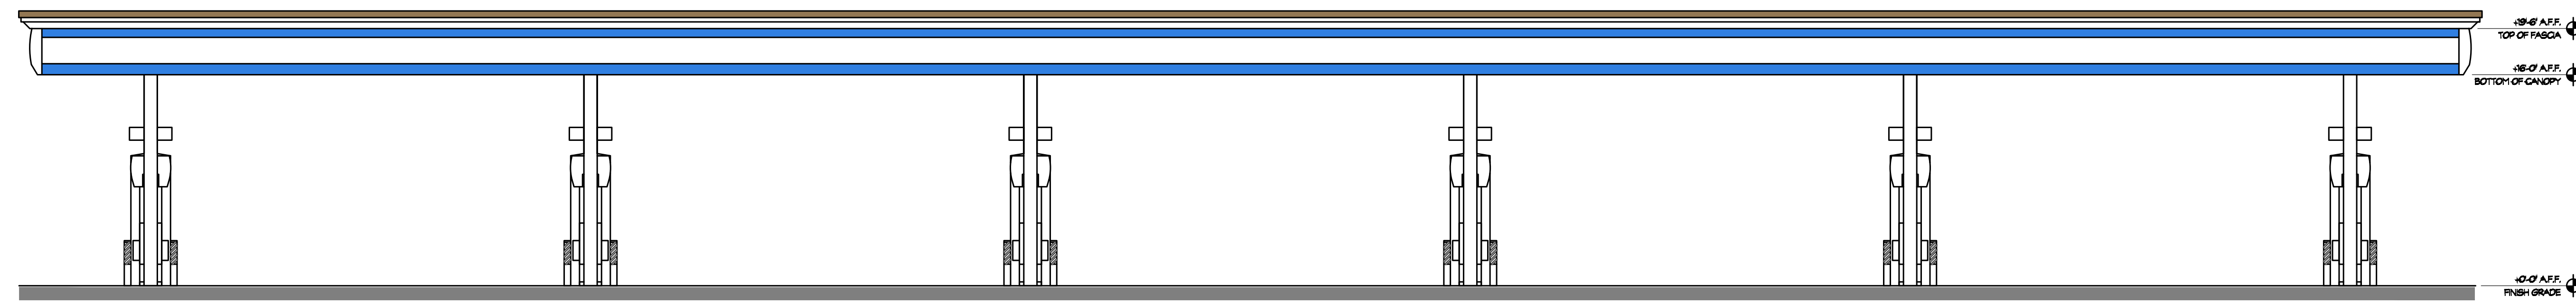 +19'-6" A.F.F.
TOP OF FASCIA
+16'-0" A.F.F.
BOTTOM OF CANOPY
+0'-0" A.F.F.
FINISH GRADE